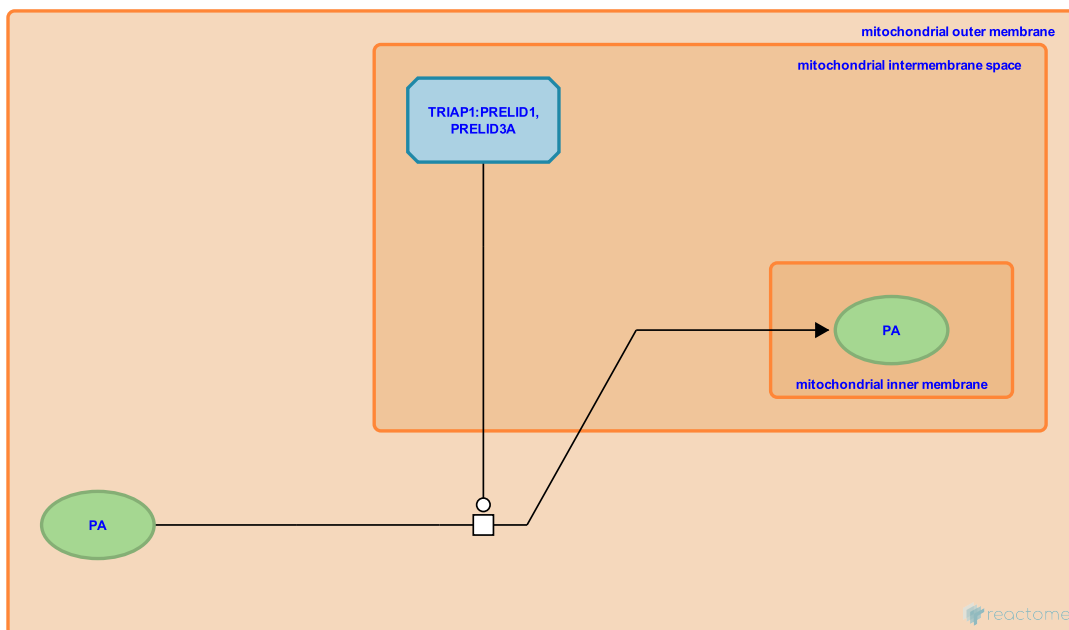 mitochondrial outer membrane
mitochondrial intermembrane space
TRIAP1:PRELID1,
PRELID3A
PA
mitochondrial inner membrane
PA
reactome